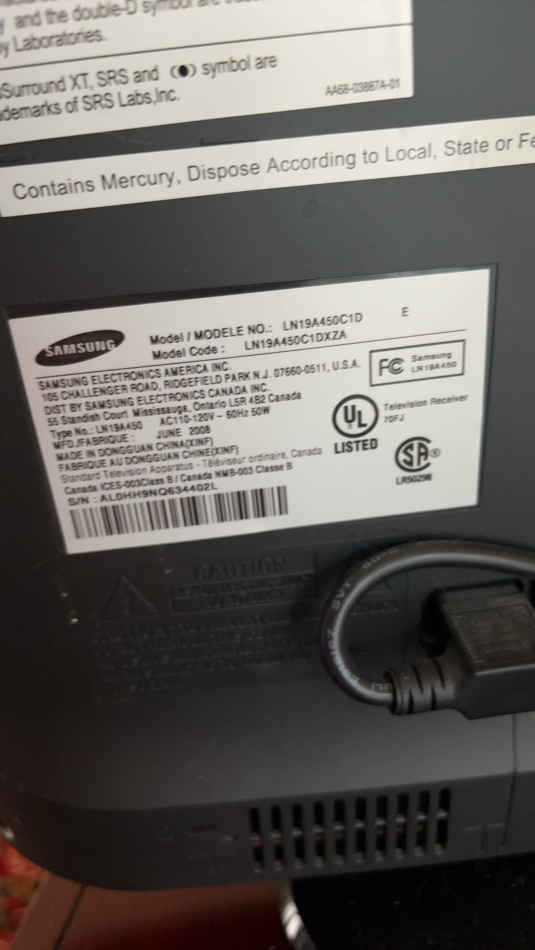 and the double-D symbol are
y Laboratories.
Surround XT, SRS and (●) symbol are
demarks of SRS Labs,Inc.
AA68-03887A-01
Contains Mercury, Dispose According to Local, State or Fe
SAMSUNG
Model / MODELE NO.: LN19A450C1D E
Model Code : LN19A450C1DXZA
SAMSUNG ELECTRONICS AMERICA INC.
105 CHALLENGER ROAD, RIDGEFIELD PARK N.J. 07660-0511, U.S.A.
DIST BY SAMSUNG ELECTRONICS CANADA INC.
55 Standish Court Mississauga, Ontario L5R 4B2 Canada
Type No.: LN19A450 AC110-120V ~ 60Hz 50W
MFD./FABRIQUE : JUNE 2008
MADE IN DONGGUAN CHINA(XINF)
FABRIQUE AU DONGGUAN CHINE(XINF)
Standard Television Apparatus - Téléviseur ordinaire, Canada
Canada ICES-003Class B / Canada NMB-003 Classe B
S/N : AL0HH9NQ634402L
FC Samsung
LN19A450
UL
LISTED
Television Receiver
70FJ
SA®
LR50298
CAUTION